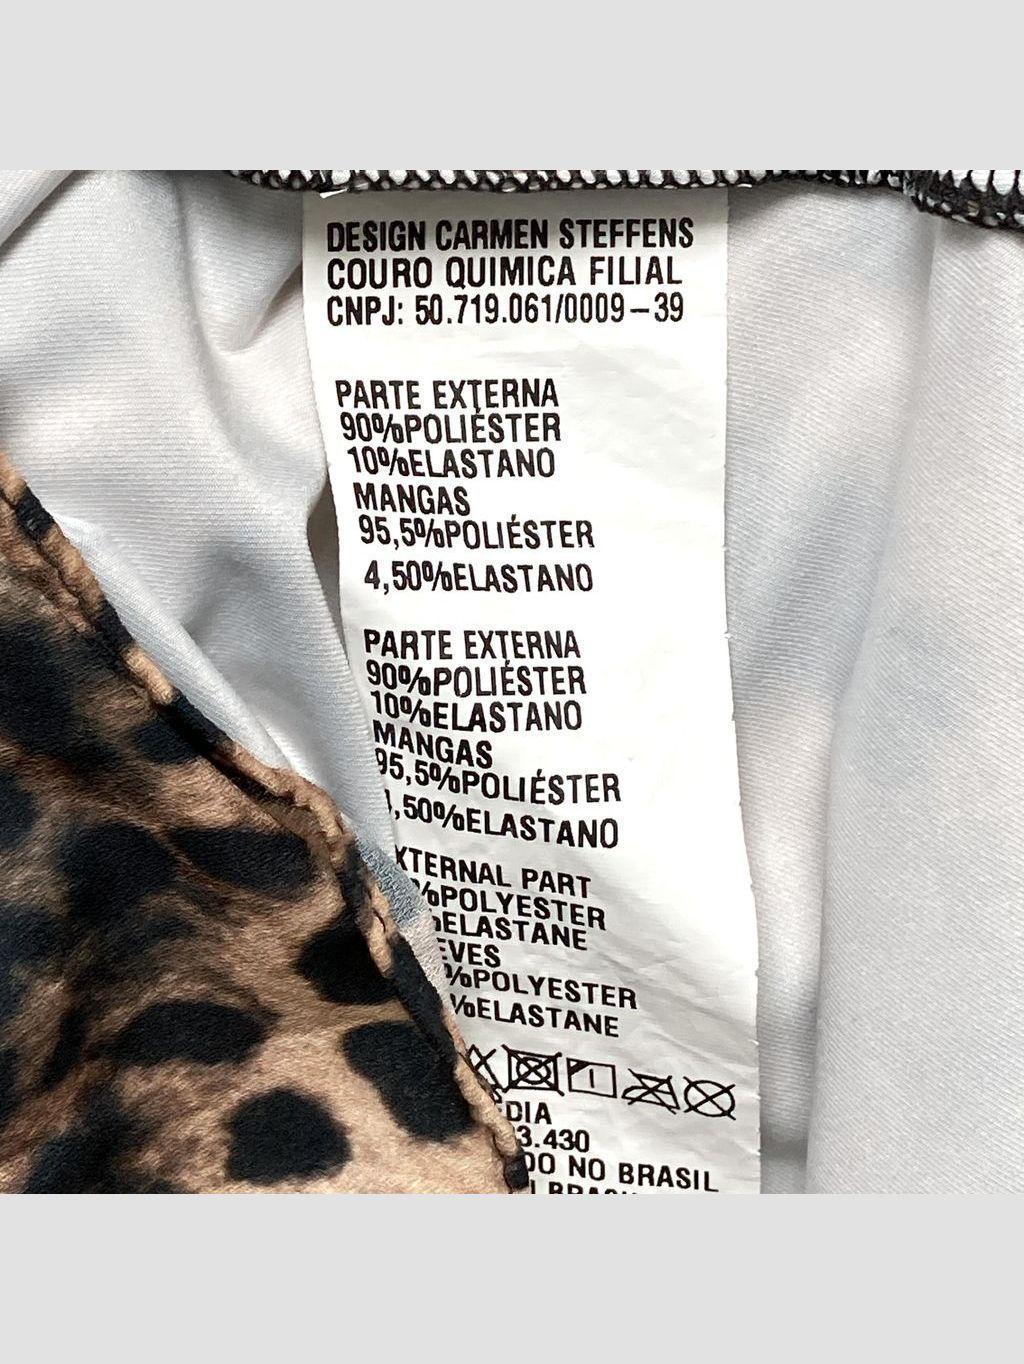 DESIGN CARMEN STEFFENS
COURO QUIMICA FILIAL
CNPJ: 50.719.061/0009-39
PARTE EXTERNA
90%POLIÉSTER
10%ELASTANO
MANGAS
95,5%POLIÉSTER
4,50%ELASTANO
PARTE EXTERNA
90%POLIÉSTER
10%ELASTANO
MANGAS
95,5%POLIÉSTER
,50%ELASTANO
XTERNAL PART
%POLYESTER
%ELASTANE
EVES
%POLYESTER
%ELASTANE
DIA
3.430
DO NO BRASIL